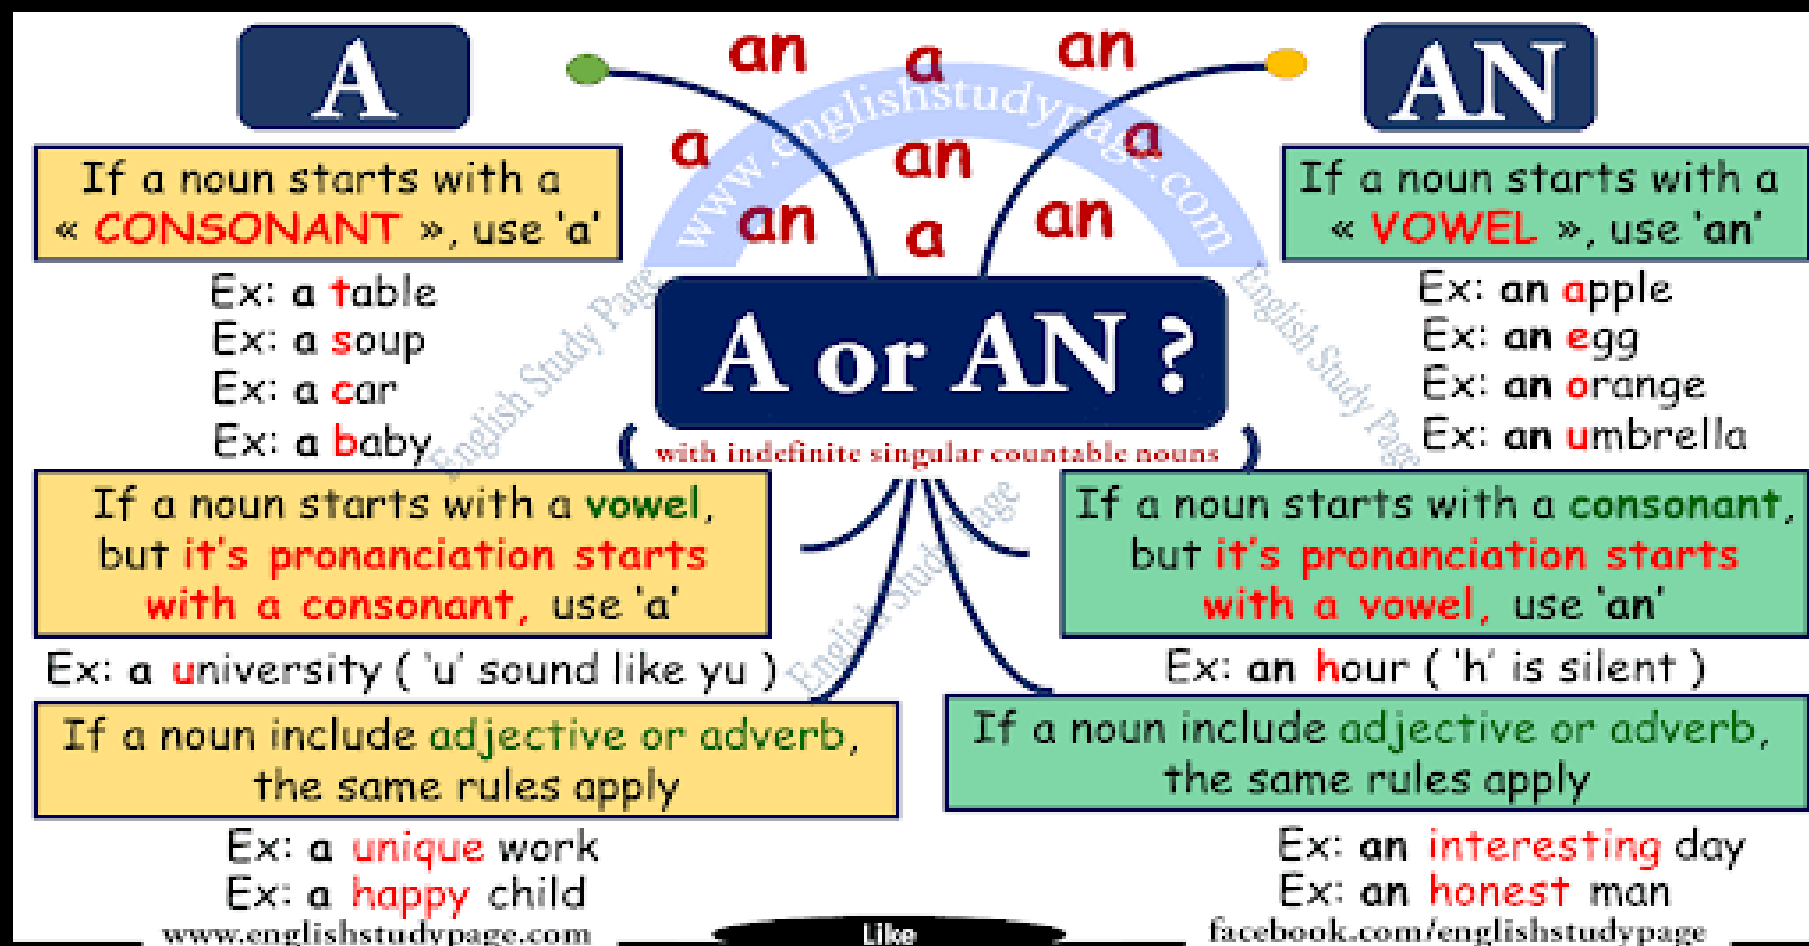 A
an a an
AN
a an a
an a an
www.englishstudypage.com
If a noun starts with a
« CONSONANT », use 'a'
Ex: a table
Ex: a soup
Ex: a car
Ex: a baby
If a noun starts with a
« VOWEL », use 'an'
Ex: an apple
Ex: an egg
Ex: an orange
Ex: an umbrella
English Study Page
English Study Page
A or AN ?
( with indefinite singular countable nouns )
English Study Page
If a noun starts with a vowel,
but it's pronanciation starts
with a consonant, use 'a'
Ex: a university ( 'u' sound like yu )
If a noun starts with a consonant,
but it's pronanciation starts
with a vowel, use 'an'
Ex: an hour ( 'h' is silent )
If a noun include adjective or adverb,
the same rules apply
Ex: a unique work
Ex: a happy child
If a noun include adjective or adverb,
the same rules apply
Ex: an interesting day
Ex: an honest man
www.englishstudypage.com
Like
facebook.com/englishstudypage